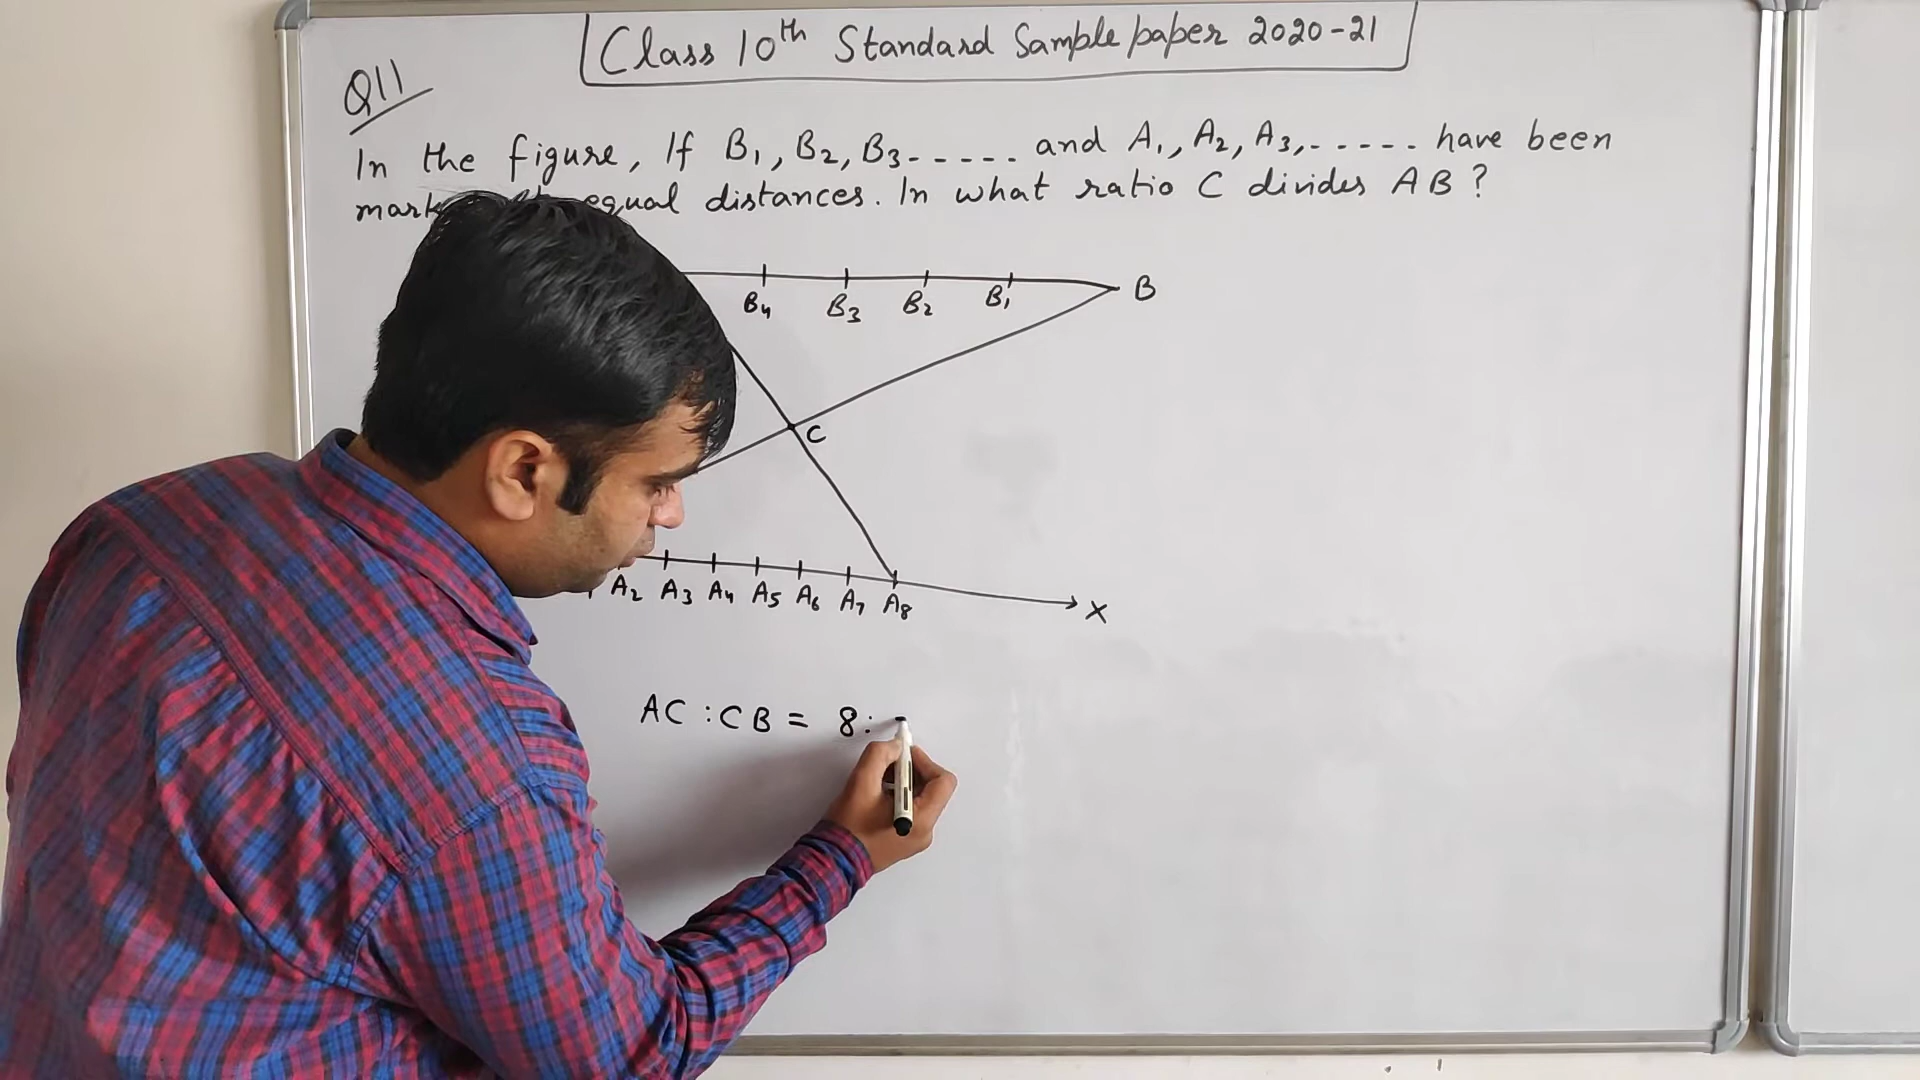 Class 10th Standard Sample paper 2020-21
Q11
In the figure, If B1, B2, B3------ and A1, A2, A3,------ have been
mark equal distances. In what ratio C divides AB?
B4 B3 B2 B1 B
C
A2 A3 A4 A5 A6 A7 A8 X
AC : CB = 8: